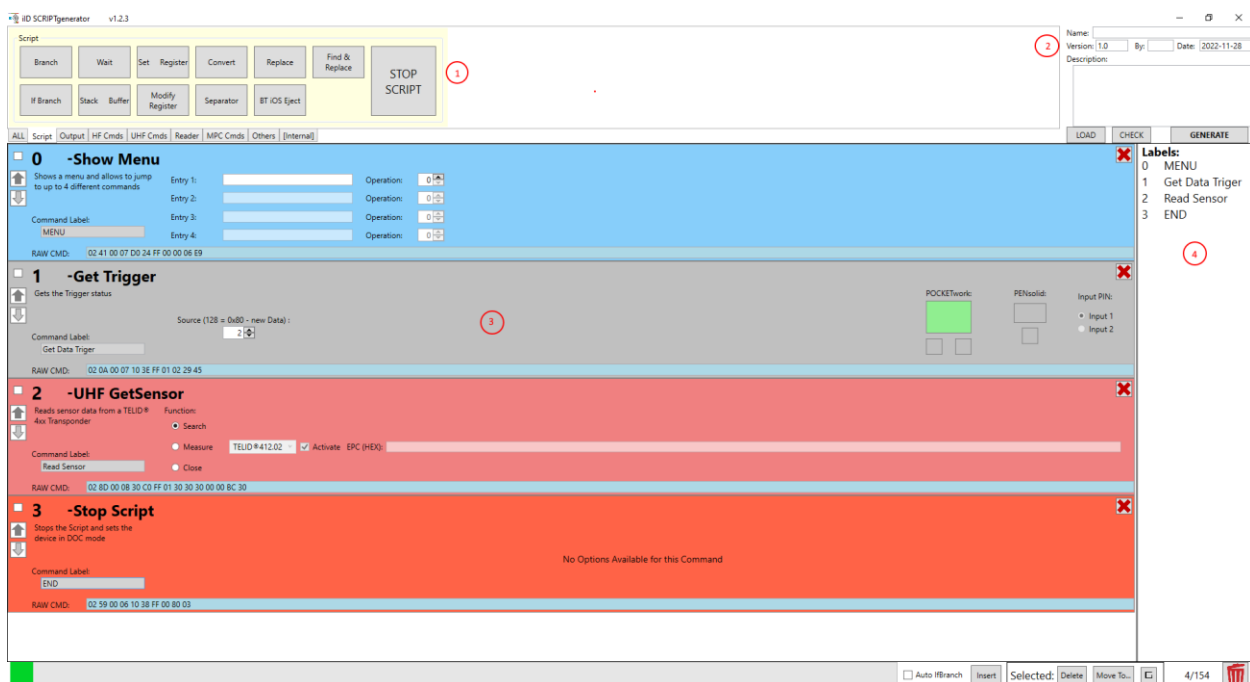 iID SCRIPTgenerator v1.2.3
Script
Branch Wait Set Register Convert Replace Find & Replace
STOP SCRIPT
If Branch Stack Buffer Modify Register Separator BT iOS Eject
1
2
Name:
Version: 1.0 By: Date: 2022-11-28
Description:
ALL Script Output HF Cmds UHF Cmds Reader MPC Cmds Others [Internal]
LOAD CHECK GENERATE
0 -Show Menu
Shows a menu and allows to jump
to up to 4 different commands
Entry 1: Operation: 0
Entry 2: Operation: 0
Entry 3: Operation: 0
Entry 4: Operation: 0
Command Label:
MENU
RAW CMD: 02 41 00 07 D0 24 FF 00 00 06 E9
1 -Get Trigger
Gets the Trigger status
Source (128 = 0x80 - new Data) :
2
POCKETwork: PENsolid: Input PIN:
Input 1
Input 2
3
Command Label:
Get Data Triger
RAW CMD: 02 0A 00 07 10 3E FF 01 02 29 45
2 -UHF GetSensor
Reads sensor data from a TELID®
4xx Transponder
Function:
Search
Measure TELID®412.02 Activate EPC (HEX):
Close
Command Label:
Read Sensor
RAW CMD: 02 8D 00 0B 30 C0 FF 01 30 30 30 00 00 BC 30
3 -Stop Script
Stops the Script and sets the
device in DOC mode
No Options Available for this Command
Command Label:
END
RAW CMD: 02 59 00 06 10 38 FF 00 80 03
Labels:
0 MENU
1 Get Data Triger
2 Read Sensor
3 END
4
Auto IfBranch Insert Selected: Delete Move To... 4/154